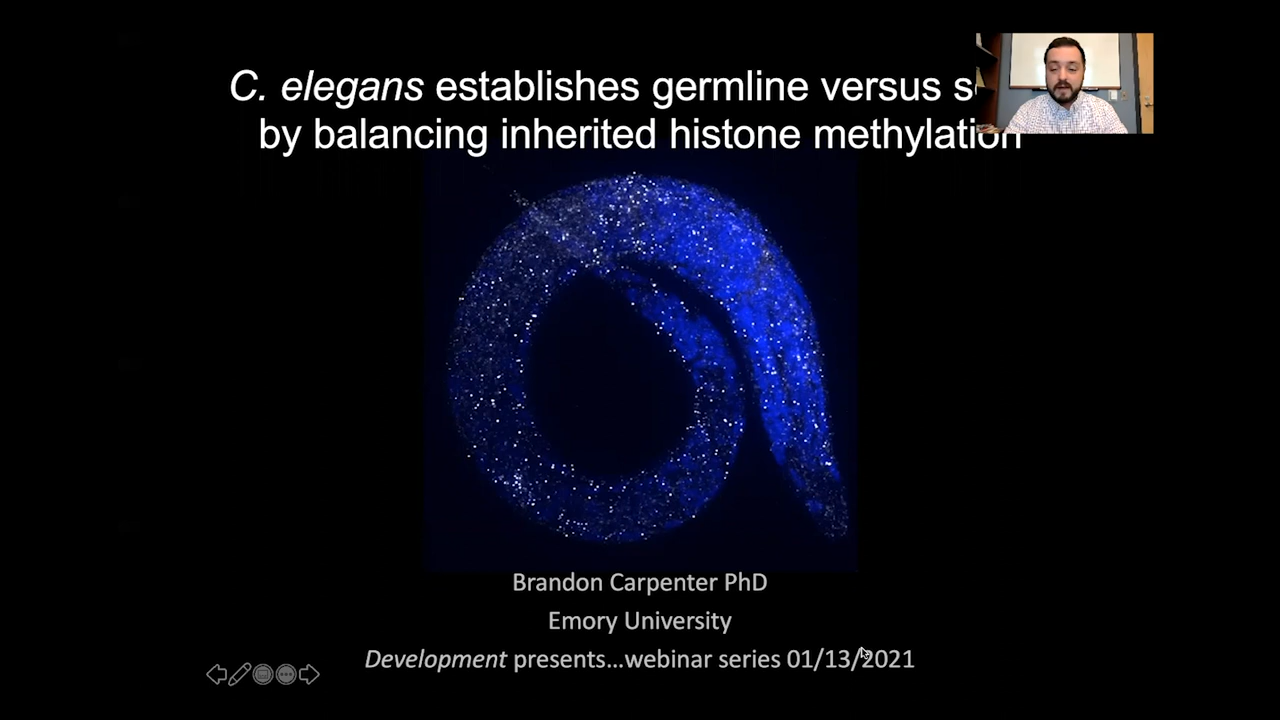 C. elegans establishes germline versus
by balancing inherited histone methylation
Brandon Carpenter PhD
Emory University
Development presents...webinar series 01/13/2021